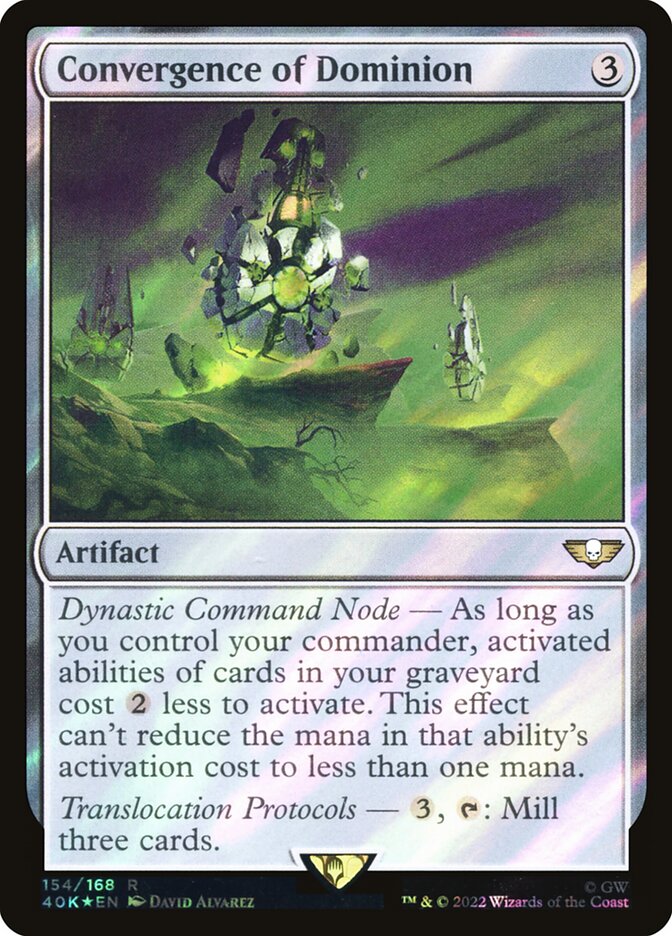 Convergence of Dominion 3
Artifact
Dynastic Command Node — As long as
you control your commander, activated
abilities of cards in your graveyard
cost 2 less to activate. This effect
can't reduce the mana in that ability's
activation cost to less than one mana.
Translocation Protocols — 3, T: Mill
three cards.
154/168 R
© GW
40K★EN David Alvarez
™ & © 2022 Wizards of the Coast